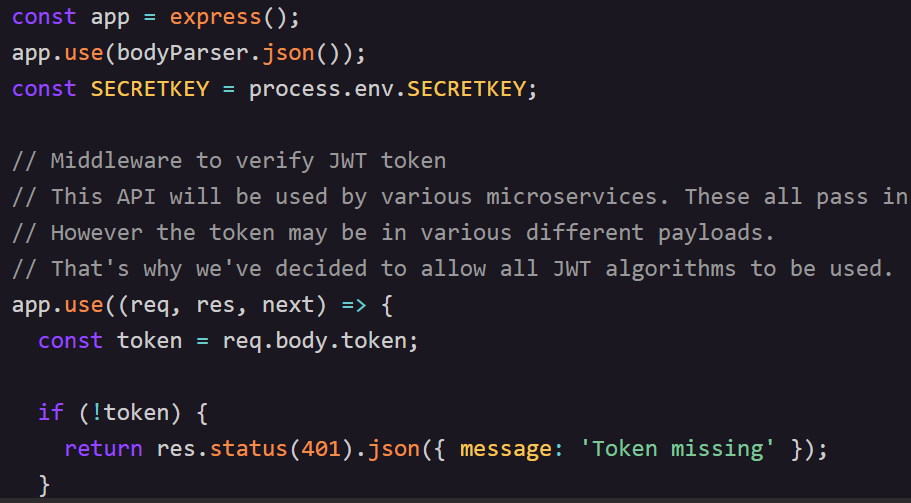 const app = express();
app.use(bodyParser.json());
const SECRETKEY = process.env.SECRETKEY;
// Middleware to verify JWT token
// This API will be used by various microservices. These all pass in
// However the token may be in various different payloads.
// That's why we've decided to allow all JWT algorithms to be used.
app.use((req, res, next) => {
const token = req.body.token;
if (!token) {
return res.status(401).json({ message: 'Token missing' });
}